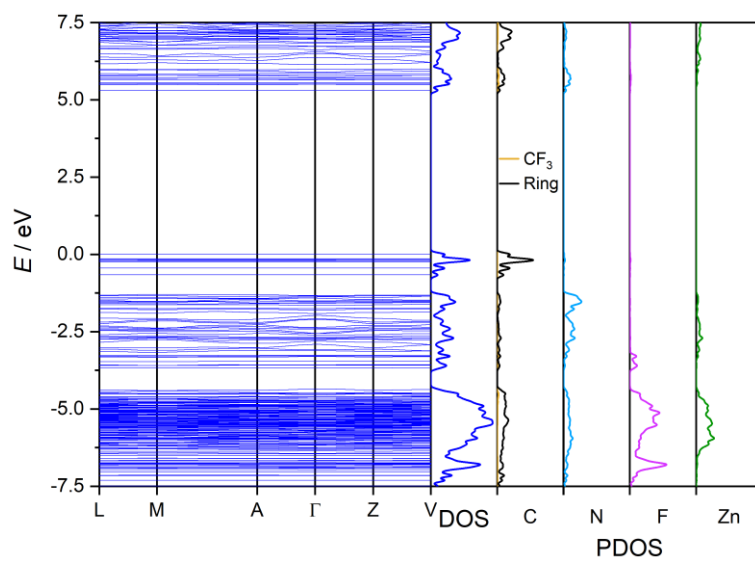 7.5
5.0
2.5
0.0
-2.5
-5.0
-7.5
E / eV
CF₃
Ring
L M A Γ Z V
DOS C N F Zn
PDOS